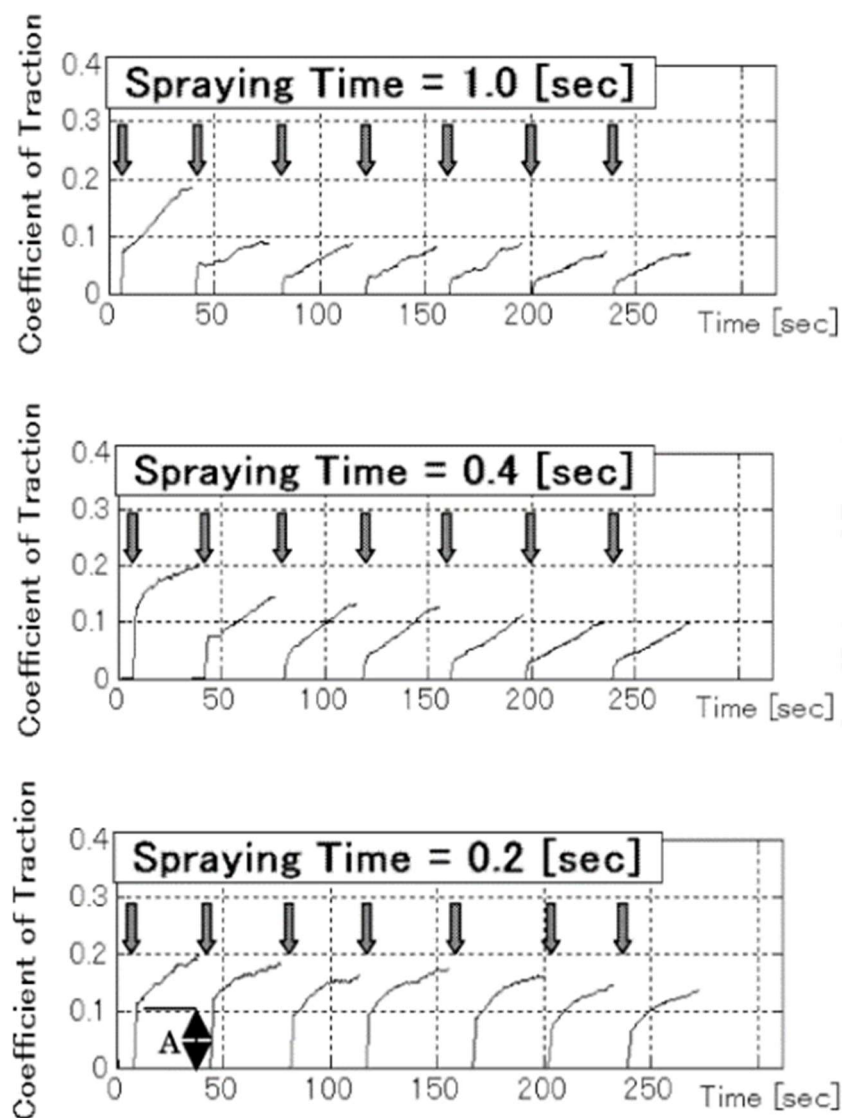 Coefficient of Traction
Spraying Time = 1.0 [sec]
0.4
0.3
0.2
0.1
0
0 50 100 150 200 250 Time [sec]
Coefficient of Traction
Spraying Time = 0.4 [sec]
0.4
0.3
0.2
0.1
0
0 50 100 150 200 250 Time [sec]
Coefficient of Traction
Spraying Time = 0.2 [sec]
0.4
0.3
0.2
0.1
A
0
0 50 100 150 200 250 Time [sec]